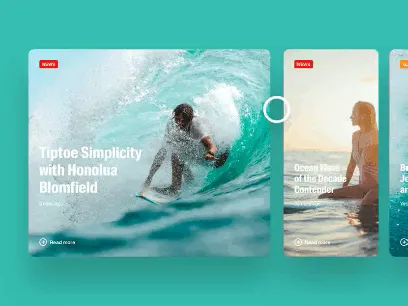 News
Tiptoe Simplicity
with Honolua
Blomfield
Read more
News
Ocean Wave
of the Decade
Contender
Read more